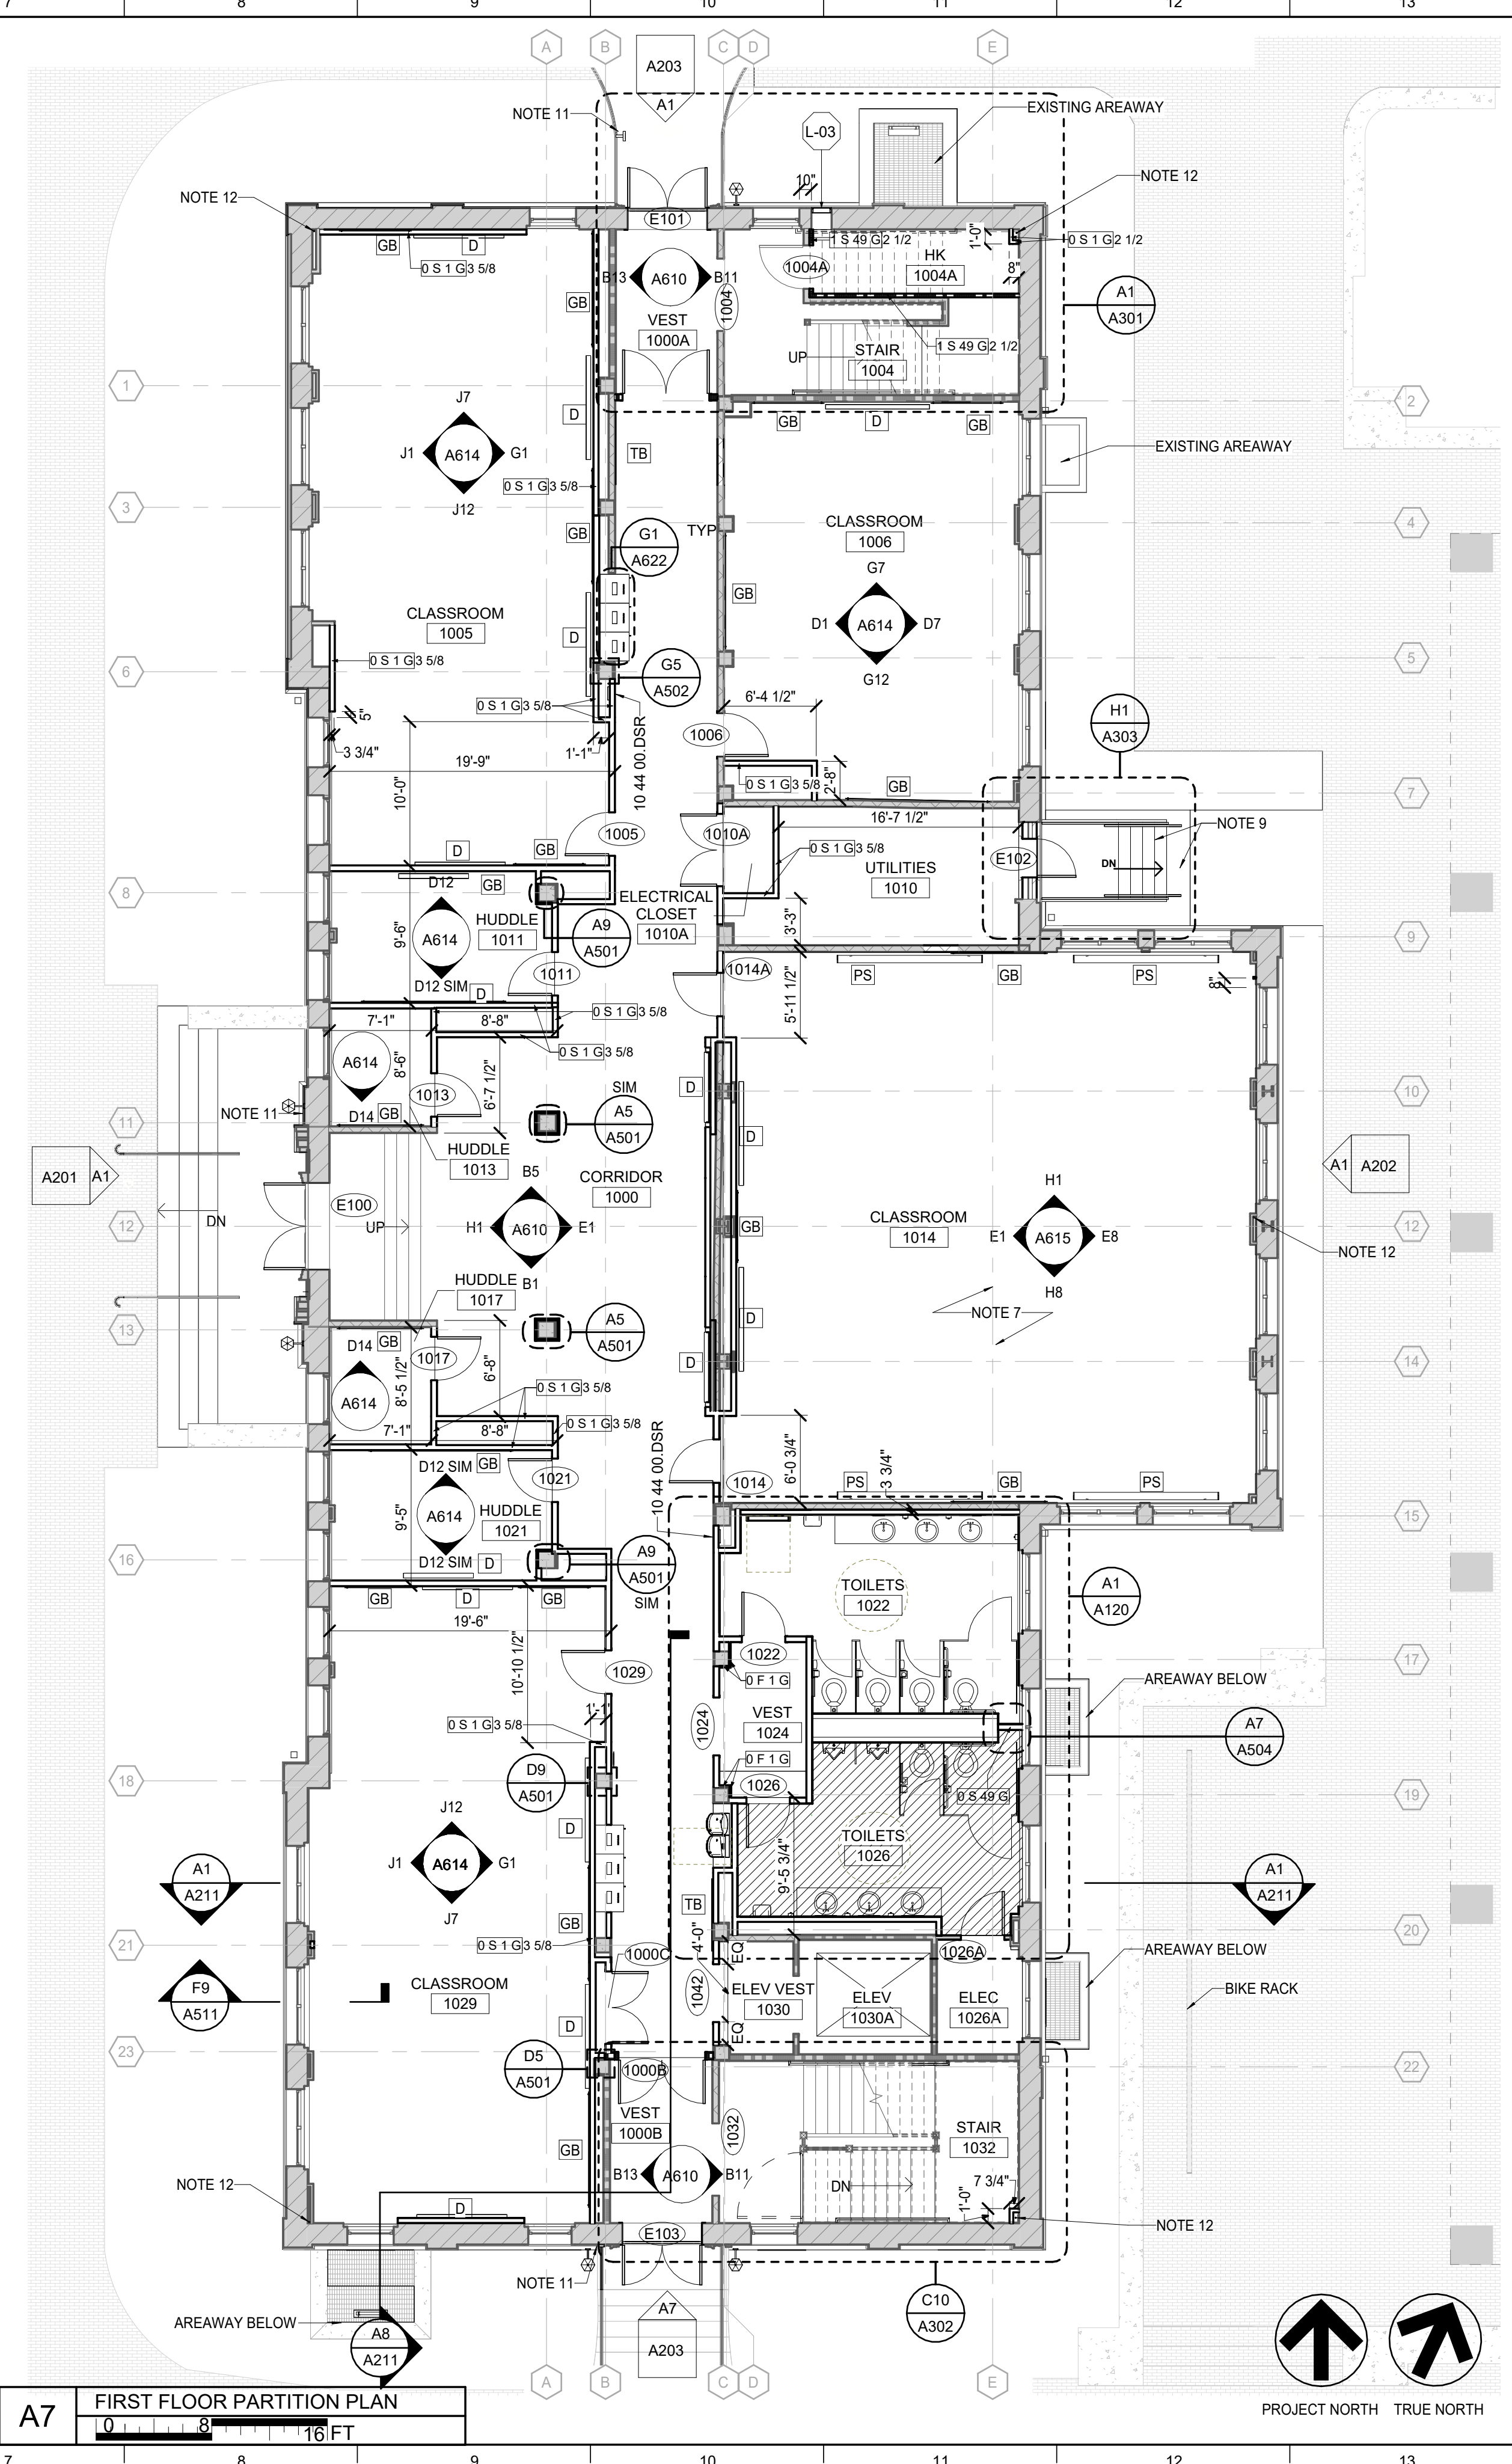 7 8 9 10 11 12 13
A B C D E
A203
A1
NOTE 11
L-03
EXISTING AREAWAY
NOTE 12
10"
NOTE 12
E101
GB
D
0 S 1 G 3 5/8
1 S 49 G 2 1/2
1'-0"
0 S 1 G 2 1/2
HK
1004A
1004A
8"
B13
A610
B11
1004
GB
A1
A301
VEST
1000A
1 S 49 G 2 1/2
UP
STAIR
1004
1
2
J7
J1
A614
G1
J12
D
TB
GB
D
GB
EXISTING AREAWAY
0 S 1 G 3 5/8
3
4
GB
TYP
G1
A622
CLASSROOM
1006
G7
D1
A614
D7
G12
GB
CLASSROOM
1005
D
0 S 1 G 3 5/8
6
5
G5
A502
0 S 1 G 3 5/8
6'-4 1/2"
H1
A303
5"
3 3/4"
19'-9"
1'-1"
10 44 00.DSR
1006
10'-0"
0 S 1 G 3 5/8
2'-8"
GB
7
16'-7 1/2"
NOTE 9
1005
1010A
D
GB
0 S 1 G 3 5/8
E102
DN
UTILITIES
1010
8
D12
GB
ELECTRICAL
CLOSET
1010A
3'-3"
9'-6"
A614
HUDDLE
1011
A9
A501
9
D12 SIM
D
1011
1014A
PS
GB
PS
8"
5'-11 1/2"
0 S 1 G 3 5/8
7'-1"
8'-8"
A614
8'-6"
0 S 1 G 3 5/8
1013
6'-7 1/2"
SIM
A5
A501
D
10
NOTE 11
D14
GB
11
D
HUDDLE
1013
A201
A1
B5
CORRIDOR
1000
A1
A202
E100
DN
UP
H1
A610
E1
B1
GB
CLASSROOM
1014
H1
E1
A615
E8
H8
12
12
NOTE 12
HUDDLE
1017
NOTE 7
13
D14
GB
1017
A5
A501
D
D
14
A614
8'-5 1/2"
6'-8"
0 S 1 G 3 5/8
7'-1"
8'-8"
0 S 1 G 3 5/8
10 44 00.DSR
6'-0 3/4"
D12 SIM
GB
1021
1014
PS
3 3/4"
GB
PS
9'-5"
A614
HUDDLE
1021
15
16
D12 SIM
D
A9
A501
SIM
TOILETS
1022
A1
A120
GB
D
GB
19'-6"
10'-10 1/2"
1029
1022
17
0 F 1 G
AREAWAY BELOW
1'-1"
0 S 1 G 3 5/8
1024
VEST
1024
A7
A504
0 F 1 G
1026
D9
A501
18
0 S 49 G
19
J12
D
TOILETS
1026
J1
A614
G1
J7
9'-5 3/4"
A1
A211
A1
A211
TB
GB
4'-0"
20
21
0 S 1 G 3 5/8
1000C
EQ
1026A
AREAWAY BELOW
F9
A511
CLASSROOM
1029
1042
ELEV VEST
1030
ELEV
1030A
ELEC
1026A
BIKE RACK
D
EQ
23
D5
A501
1000B
22
VEST
1000B
1032
STAIR
1032
GB
B13
A610
B11
DN
7 3/4"
1'-0"
NOTE 12
D
NOTE 12
E103
NOTE 11
C10
A302
A7
A203
AREAWAY BELOW
A8
A211
A B C D E
PROJECT NORTH
TRUE NORTH
A7
FIRST FLOOR PARTITION PLAN
0 8 16 FT
7 8 9 10 11 12 13